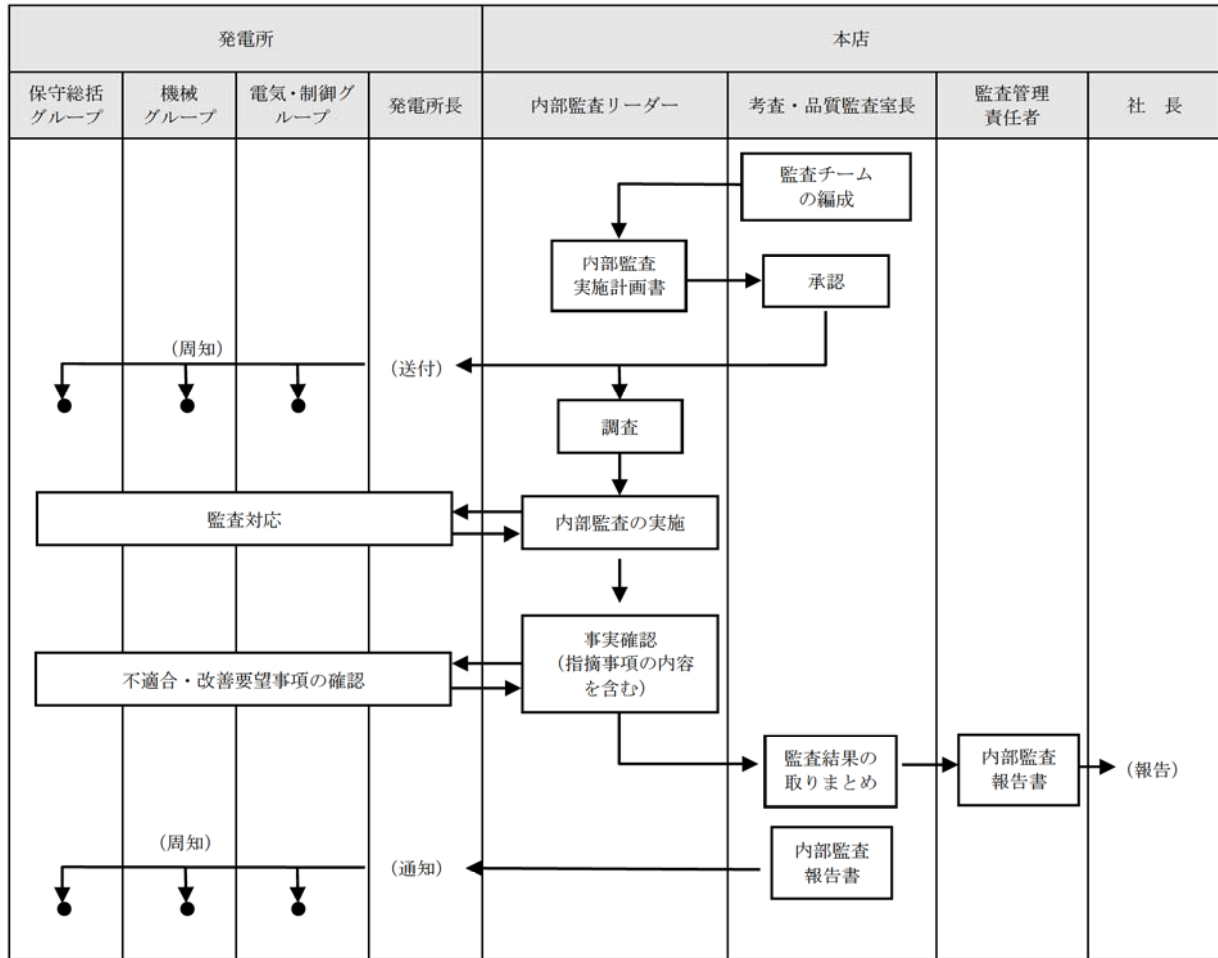 発電所
本店
保守総括
グループ
機械
グループ
電気・制御グ
ループ
発電所長
内部監査リーダー
考査・品質監査室長
監査管理
責任者
社 長
監査チーム
の編成
内部監査
実施計画書
承認
（周知）
（送付）
調査
監査対応
内部監査の実施
事実確認
（指摘事項の内容
を含む）
不適合・改善要望事項の確認
監査結果の
取りまとめ
内部監査
報告書
（報告）
（周知）
（通知）
内部監査
報告書